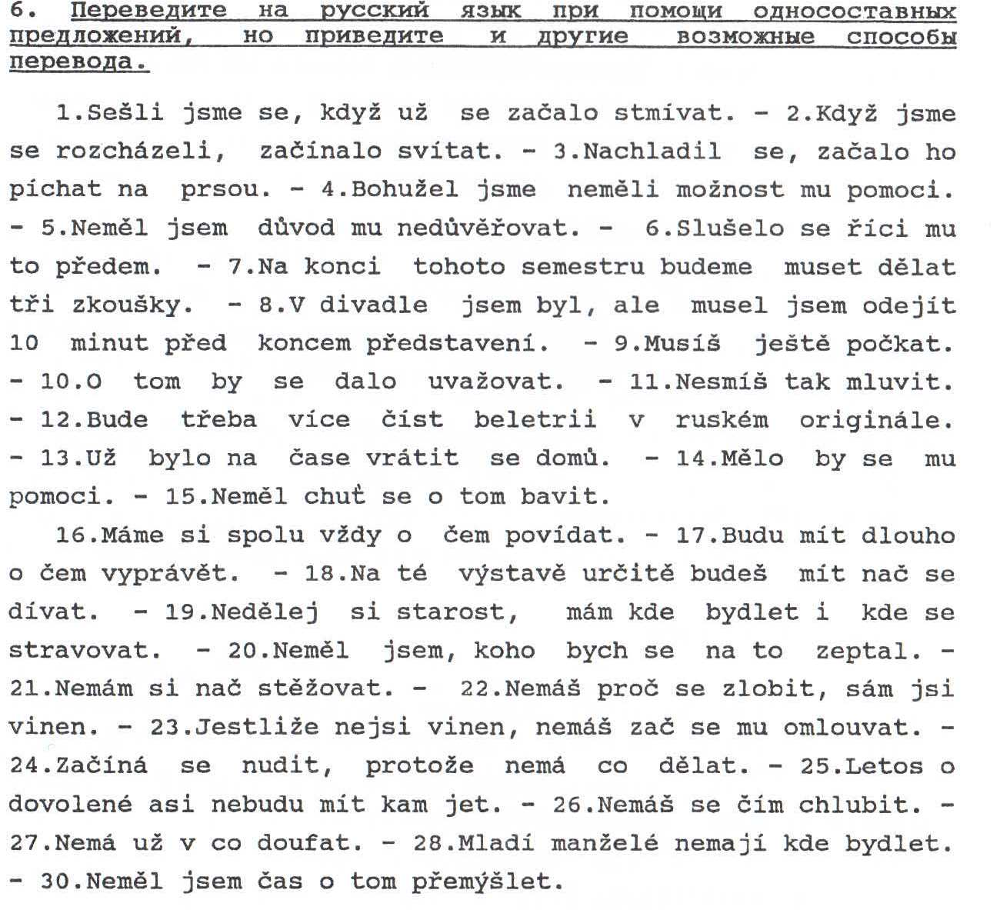 6. Переведите на русский язык при помощи односоставных
предложений, но приведите и другие возможные способы
перевода.
1.Sešli jsme se, když už se začalo stmívat. - 2.Když jsme
se rozcházeli, začínalo svítat. - 3.Nachladil se, začalo ho
píchat na prsou. - 4.Bohužel jsme neměli možnost mu pomoci.
- 5.Neměl jsem důvod mu nedůvěřovat. - 6.Slušelo se říci mu
to předem. - 7.Na konci tohoto semestru budeme muset dělat
tři zkoušky. - 8.V divadle jsem byl, ale musel jsem odejít
10 minut před koncem představení. - 9.Musíš ještě počkat.
- 10.O tom by se dalo uvažovat. - 11.Nesmíš tak mluvit.
- 12.Bude třeba více číst beletrii v ruském originále.
- 13.Už bylo na čase vrátit se domů. - 14.Mělo by se mu
pomoci. - 15.Neměl chuť se o tom bavit.
16.Máme si spolu vždy o čem povídat. - 17.Budu mít dlouho
o čem vyprávět. - 18.Na té výstavě určitě budeš mít nač se
dívat. - 19.Nedělej si starost, mám kde bydlet i kde se
stravovat. - 20.Neměl jsem, koho bych se na to zeptal. -
21.Nemám si nač stěžovat. - 22.Nemáš proč se zlobit, sám jsi
vinen. - 23.Jestliže nejsi vinen, nemáš zač se mu omlouvat. -
24.Začíná se nudit, protože nemá co dělat. - 25.Letos o
dovolené asi nebudu mít kam jet. - 26.Nemáš se čím chlubit. -
27.Nemá už v co doufat. - 28.Mladí manželé nemají kde bydlet.
- 30.Neměl jsem čas o tom přemýšlet.